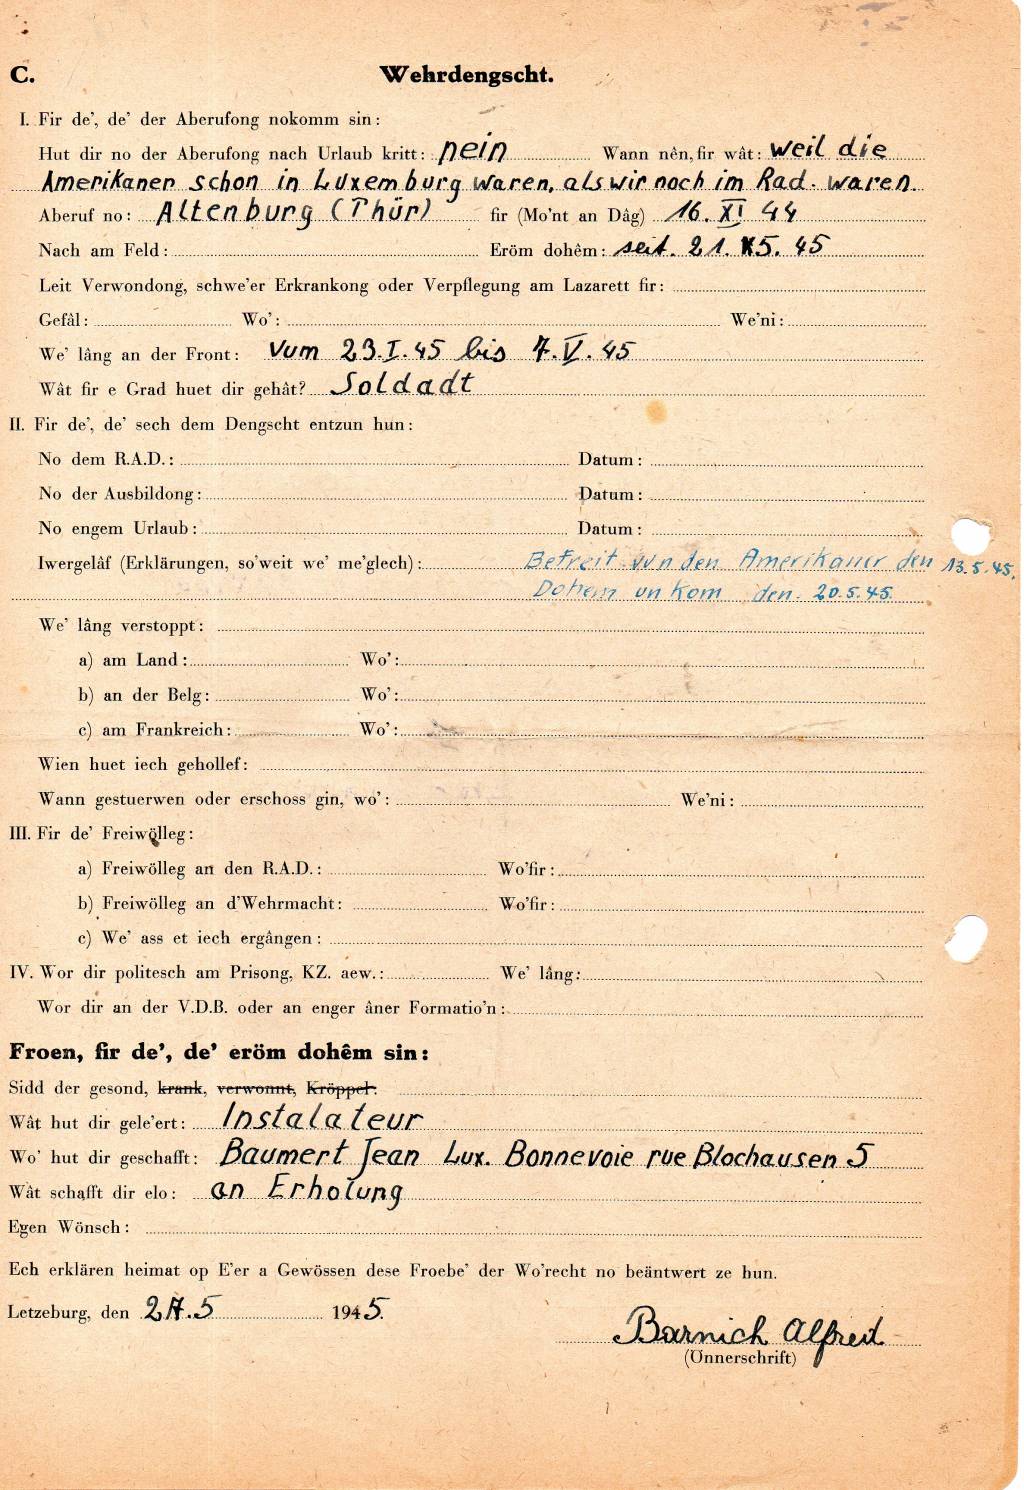 C. Wehrdengscht.
I. Fir de', de' der Aberufong nokomm sin:
Hut dir no der Aberufong nach Urlaub kritt: nein Wann nên, fir wât: weil die
Amerikaner schon in Luxemburg waren, als wir noch im Rad. waren.
Aberuf no: Altenburg (Thür) fir (Mo'nt an Dâg) 16. XI 44
Nach am Feld: Eröm dohêm: seit. 21. 5. 45
Leit Verwondong, schwe'er Erkrankong oder Verpflegung am Lazarett fir:
Gefâl: Wo': We'ni:
We' lâng an der Front: Vum 23. I. 45 bis 7. V. 45
Wât fir e Grad huet dir gehât? Soldadt
II. Fir de', de' sech dem Dengscht entzun hun:
No dem R.A.D.: Datum:
No der Ausbildong: Datum:
No engem Urlaub: Datum:
Iwergelâf (Erklärungen, so'weit we' me'glech): Befreit vun den Amerikaner den 13.5.45.
Dohem un Kom den. 20.5.45.
We' lâng verstoppt:
a) am Land: Wo':
b) an der Belg: Wo':
c) am Frankreich: Wo':
Wien huet iech gehollef:
Wann gestuerwen oder erschoss gin, wo': We'ni:
III. Fir de' Freiwölleg:
a) Freiwölleg an den R.A.D.: Wo'fir:
b) Freiwölleg an d'Wehrmacht: Wo'fir:
c) We' ass et iech ergângen:
IV. Wor dir politesch am Prisong, KZ. aew.: We' lâng:
Wor dir an der V.D.B. oder an enger âner Formatio'n:
Froen, fir de', de' eröm dohêm sin:
Sidd der gesond, krank, verwonnt, Kröppel:
Wât hut dir gele'ert: Instalateur
Wo' hut dir geschafft: Baumert Jean Lux. Bonnevoie rue Blochausen 5
Wât schafft dir elo: an Erholung
Egen Wönsch:
Ech erklären heimat op E'er a Gewössen dese Froebe' der Wo'recht no beäntwert ze hun.
Letzeburg, den 5 1945.
Barnich Alfred
(Önnerschrift)